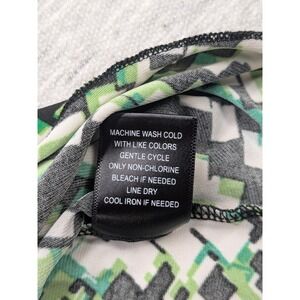 MACHINE WASH COLD
WITH LIKE COLORS
GENTLE CYCLE
ONLY NON-CHLORINE
BLEACH IF NEEDED
LINE DRY
COOL IRON IF NEEDED